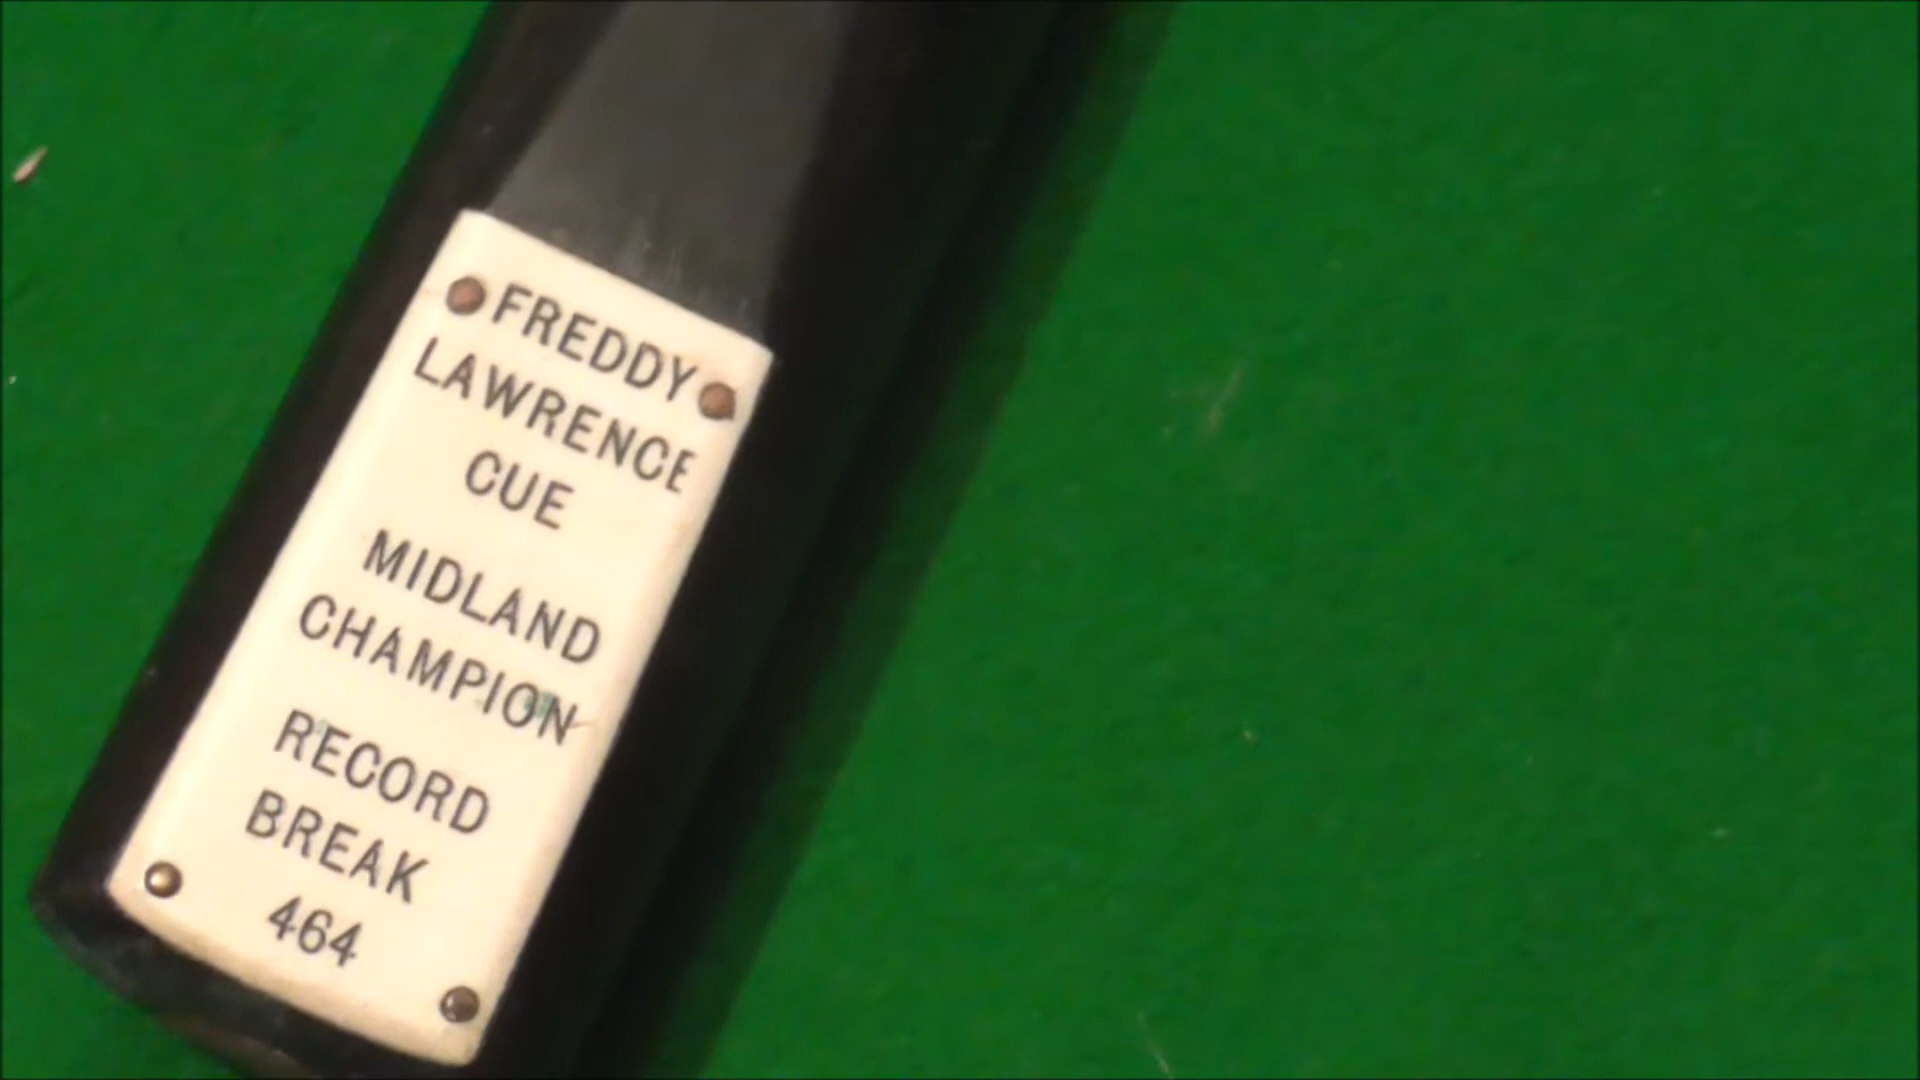 FREDDY
LAWRENCE
CUE
MIDLAND
CHAMPION
RECORD
BREAK
464